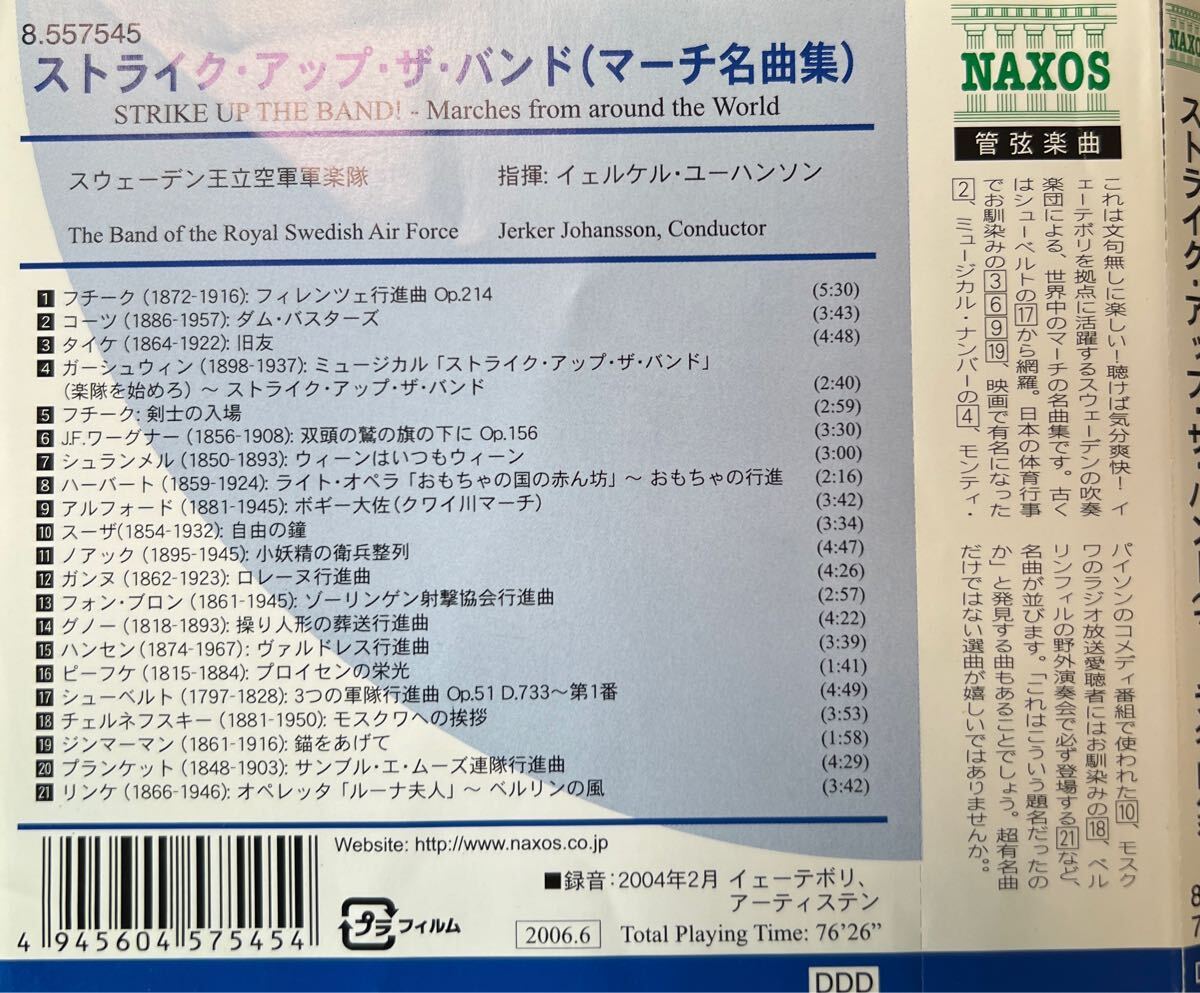 8.557545
ストライク・アップ・ザ・バンド(マーチ名曲集)
STRIKE UP THE BAND! - Marches from around the World
スウェーデン王立空軍軍楽隊 指揮: イェルケル・ユーハンソン
The Band of the Royal Swedish Air Force Jerker Johansson, Conductor
1 フチーク (1872-1916): フィレンツェ行進曲 Op.214 (5:30)
2 コーツ (1886-1957): ダム・バスターズ (3:43)
3 タイケ (1864-1922): 旧友 (4:48)
4 ガーシュウィン (1898-1937): ミュージカル「ストライク・アップ・ザ・バンド」
(楽隊を始めろ) ～ ストライク・アップ・ザ・バンド (2:40)
5 フチーク: 剣士の入場 (2:59)
6 J.F.ワーグナー (1856-1908): 双頭の鷲の旗の下に Op.156 (3:30)
7 シュランメル (1850-1893): ウィーンはいつもウィーン (3:00)
8 ハーバート (1859-1924): ライト・オペラ「おもちゃの国の赤ん坊」～ おもちゃの行進 (2:16)
9 アルフォード (1881-1945): ボギー大佐 (クワイ川マーチ) (3:42)
10 スーザ(1854-1932): 自由の鐘 (3:34)
11 ノアック (1895-1945): 小妖精の衛兵整列 (4:47)
12 ガンヌ (1862-1923): ロレーヌ行進曲 (4:26)
13 フォン・ブロン (1861-1945): ゾーリンゲン射撃協会行進曲 (2:57)
14 グノー (1818-1893): 操り人形の葬送行進曲 (4:22)
15 ハンセン (1874-1967): ヴァルドレス行進曲 (3:39)
16 ピーフケ (1815-1884): プロイセンの栄光 (1:41)
17 シューベルト (1797-1828): 3つの軍隊行進曲 Op.51 D.733～第1番 (4:49)
18 チェルネフスキー (1881-1950): モスクワへの挨拶 (3:53)
19 ジンマーマン (1861-1916): 錨をあげて (1:58)
20 プランケット (1848-1903): サンブル・エ・ムーズ連隊行進曲 (4:29)
21 リンケ (1866-1946): オペレッタ「ルーナ夫人」～ ベルリンの風 (3:42)
Website: http://www.naxos.co.jp
■録音：2004年2月 イェーテボリ、
アーティステン
4 945604 575454
プラ フィルム
2006.6 Total Playing Time: 76'26”
DDD
NAXOS
管弦楽曲
これは文句無しに楽しい！聴けば気分爽快！イ
ェーテボリを拠点に活躍するスウェーデンの吹奏
楽団による、世界中のマーチの名曲集です。古く
はシューベルトの17から網羅。日本の体育行事
でお馴染みの3 6 9 19、映画で有名になった
2、ミュージカル・ナンバーの4、モンティ・
パイソンのコメディ番組で使われた10、モスク
ワのラジオ放送愛聴者にはお馴染みの18、ベル
リンフィルの野外演奏会で必ず登場する21など、
名曲が並びます。「これはこういう題名だったの
か」と発見する曲もあることでしょう。超有名曲
だけではない選曲が嬉しいではありませんか。